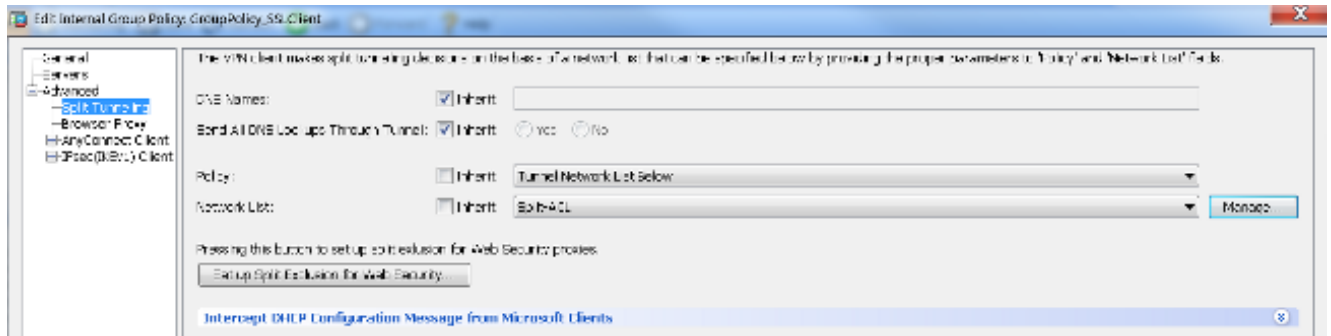 Edit Internal Group Policy: GroupPolicy_SSLClient
General
Servers
Advanced
Split Tunneling
Browser Proxy
AnyConnect Client
IPsec(IKEv1) Client
The VPN client makes split tunneling decisions on the basis of a network list that can be specified below by providing the proper parameters to 'Policy' and 'Network List' fields.
DNS Names: Inherit
Send All DNS Lookups Through Tunnel: Inherit Yes No
Policy: Inherit Tunnel Network List Below
Network List: Inherit Split-ACL Manage...
Pressing this button to set up split exlusion for Web Security proxies.
Set up Split Exclusion for Web Security...
Intercept DHCP Configuration Message from Microsoft Clients